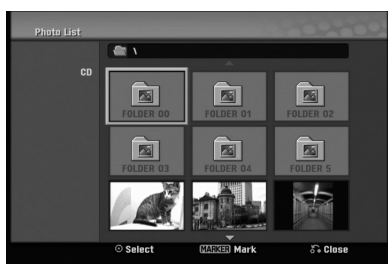 Photo List
\
CD
FOLDER 00 FOLDER 01 FOLDER 02
FOLDER 03 FOLDER 04 FOLDER 5
Select MARKER Mark Close